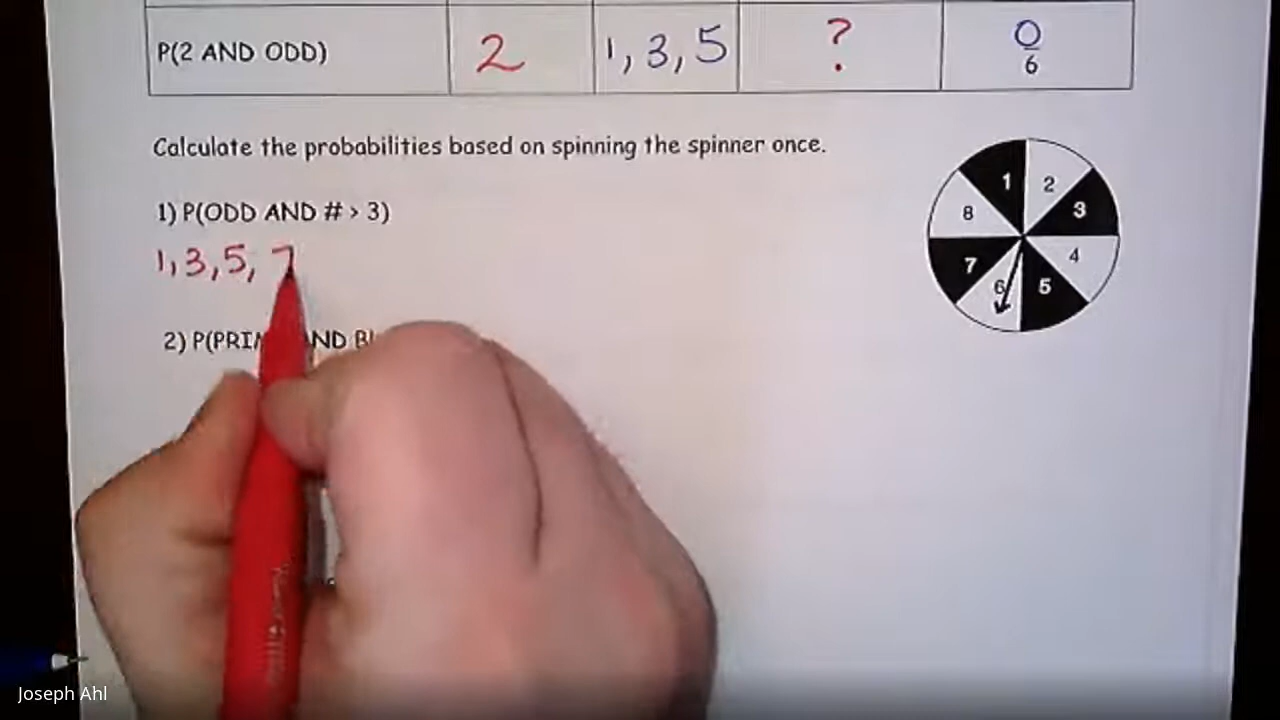 P(2 AND ODD) 2 1, 3, 5 ? 0/6
Calculate the probabilities based on spinning the spinner once.
1) P(ODD AND # > 3)
1, 3, 5, 7
2)
1
2
8
3
7
4
6
5
Joseph Ahl